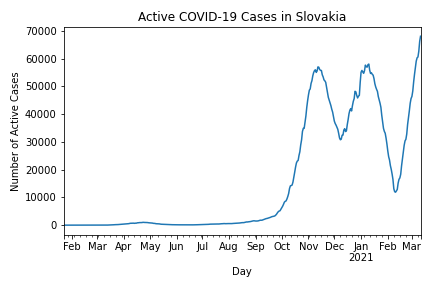 Active COVID-19 Cases in Slovakia
Number of Active Cases
70000
60000
50000
40000
30000
20000
10000
0
Feb Mar Apr May Jun Jul Aug Sep Oct Nov Dec Jan Feb Mar
2021
Day